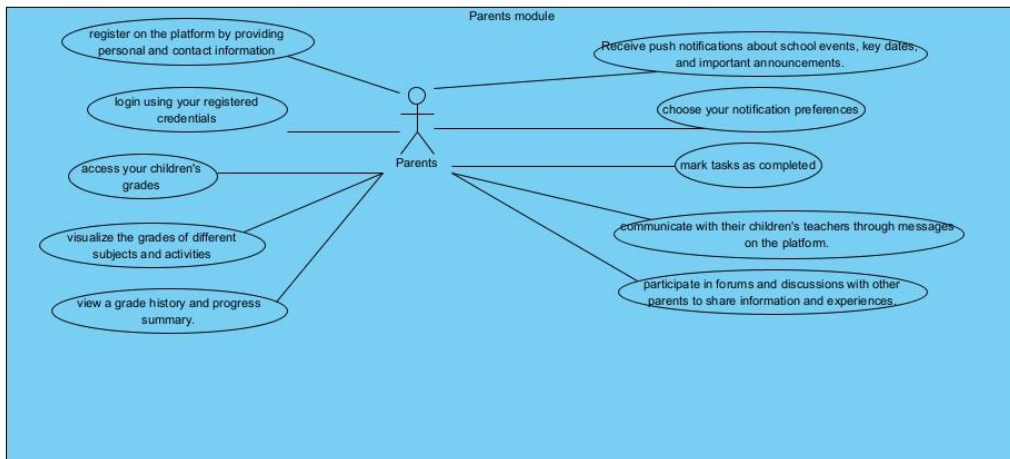 Parents module
register on the platform by providing
personal and contact information
login using your registered
credentials
access your children's
grades
visualize the grades of different
subjects and activities
view a grade history and progress
summary.
Parents
Receive push notifications about school events, key dates,
and important announcements.
choose your notification preferences
mark tasks as completed
communicate with their children's teachers through messages
on the platform.
participate in forums and discussions with other
parents to share information and experiences.